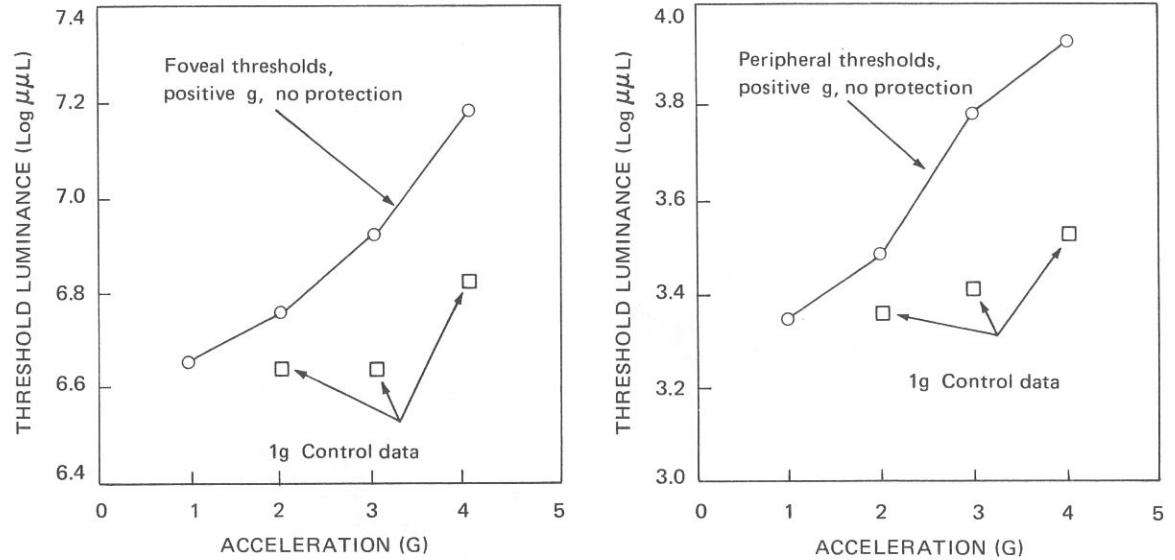 THRESHOLD LUMINANCE (Log μμL)
7.4
7.2
7.0
6.8
6.6
6.4
Foveal thresholds,
positive g, no protection
1g Control data
0 1 2 3 4 5
ACCELERATION (G)
THRESHOLD LUMINANCE (Log μμL)
4.0
3.8
3.6
3.4
3.2
3.0
Peripheral thresholds,
positive g, no protection
1g Control data
0 1 2 3 4 5
ACCELERATION (G)